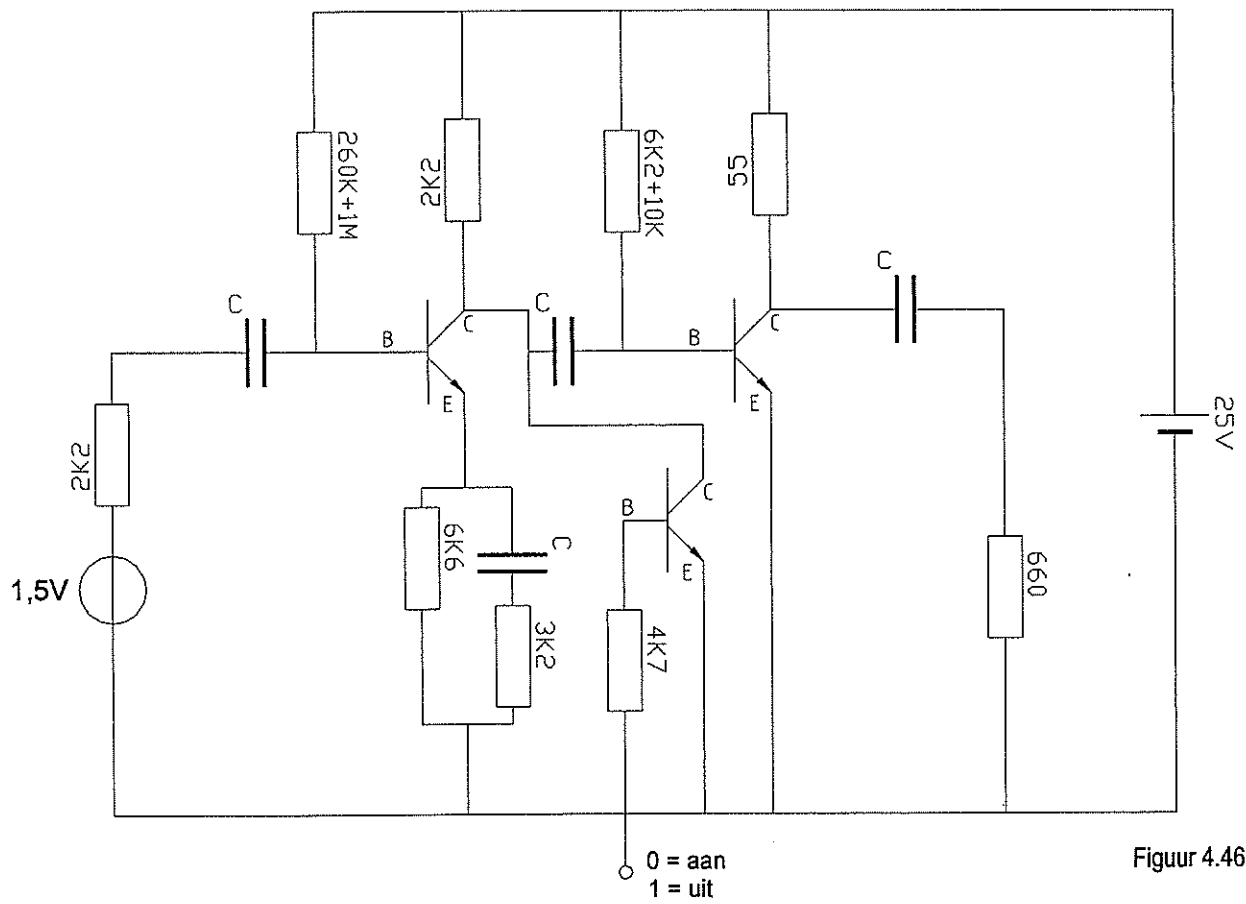 260K+1M
2K2
6K2+10K
55
C
C
C
B
C
E
B
C
E
25V
2K2
1,5V
6K6
C
3K2
B
C
E
4K7
660
0 = aan
1 = uit
Figuur 4.46